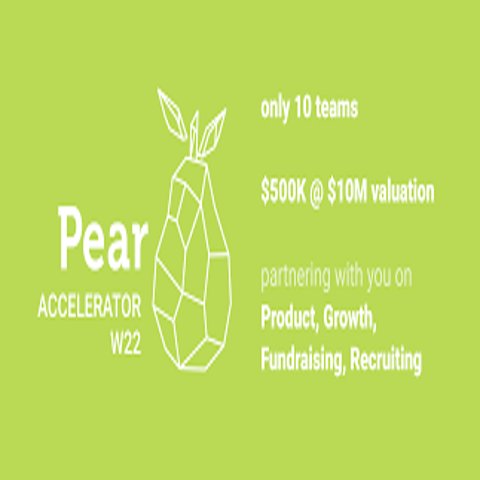 Pear
ACCELERATOR
W22
only 10 teams
$500K @ $10M valuation
partnering with you on
Product, Growth,
Fundraising, Recruiting